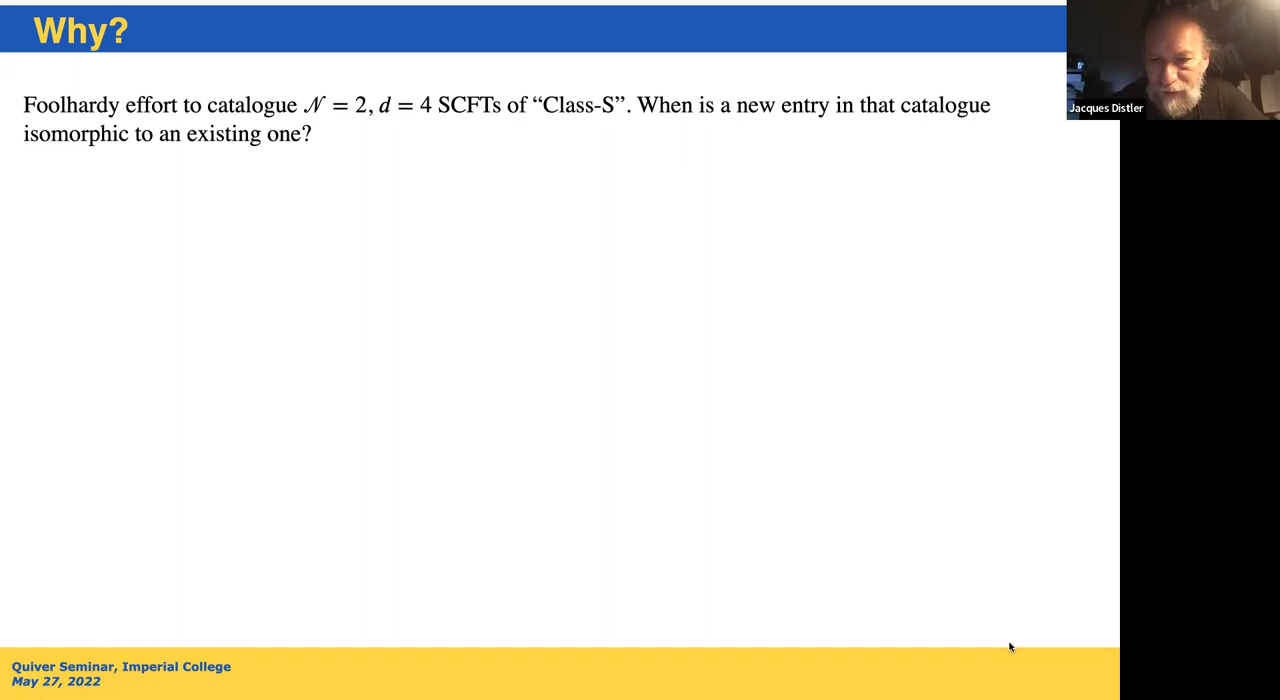 Why?
Foolhardy effort to catalogue 𝒩 = 2, d = 4 SCFTs of “Class-S”. When is a new entry in that catalogue
isomorphic to an existing one?
Jacques Distler
Quiver Seminar, Imperial College
May 27, 2022